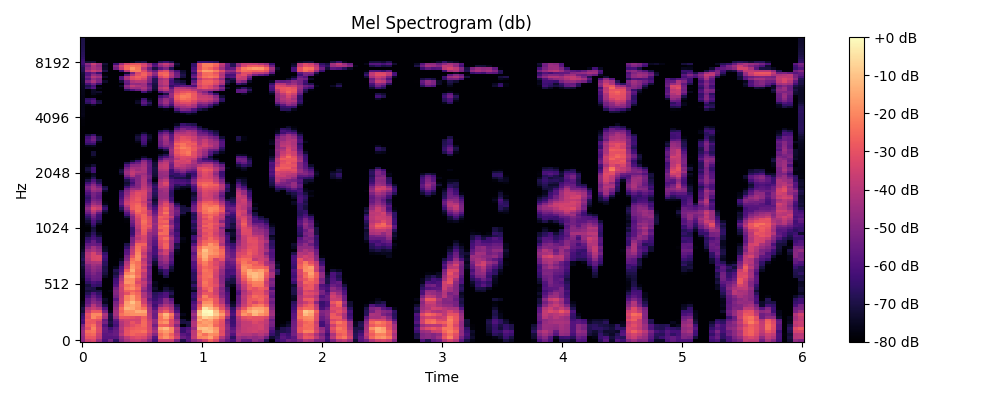 Mel Spectrogram (db)
8192
4096
2048
1024
512
0
Hz
0 1 2 3 4 5 6
Time
+0 dB
-10 dB
-20 dB
-30 dB
-40 dB
-50 dB
-60 dB
-70 dB
-80 dB